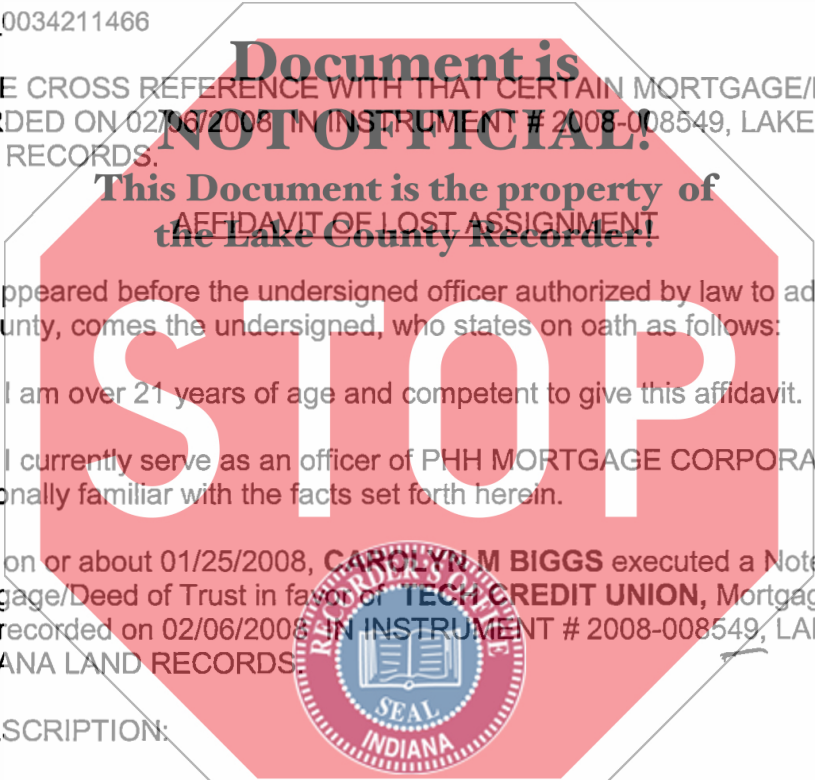 0034211466
Document is
E CROSS REFERENCE WITH THAT CERTAIN MORTGAGE/
DED ON 02/06/2008 IN INSTRUMENT # 2008-008549, LAKE
NOT OFFICIAL!
RECORDS.
This Document is the property of
AFFIDAVIT OF LOST ASSIGNMENT
the Lake County Recorder!
ppeared before the undersigned officer authorized by law to ad
unty, comes the undersigned, who states on oath as follows:
I am over 21 years of age and competent to give this affidavit.
STOP
I currently serve as an officer of PHH MORTGAGE CORPORA
onally familiar with the facts set forth herein.
on or about 01/25/2008, CAROLYN M BIGGS executed a Note
gage/Deed of Trust in favor of TECH CREDIT UNION, Mortgag
recorded on 02/06/2008 IN INSTRUMENT # 2008-008549, LA
ANA LAND RECORDS.
RECORDER'S OFFICE
SEAL
INDIANA
SCRIPTION: